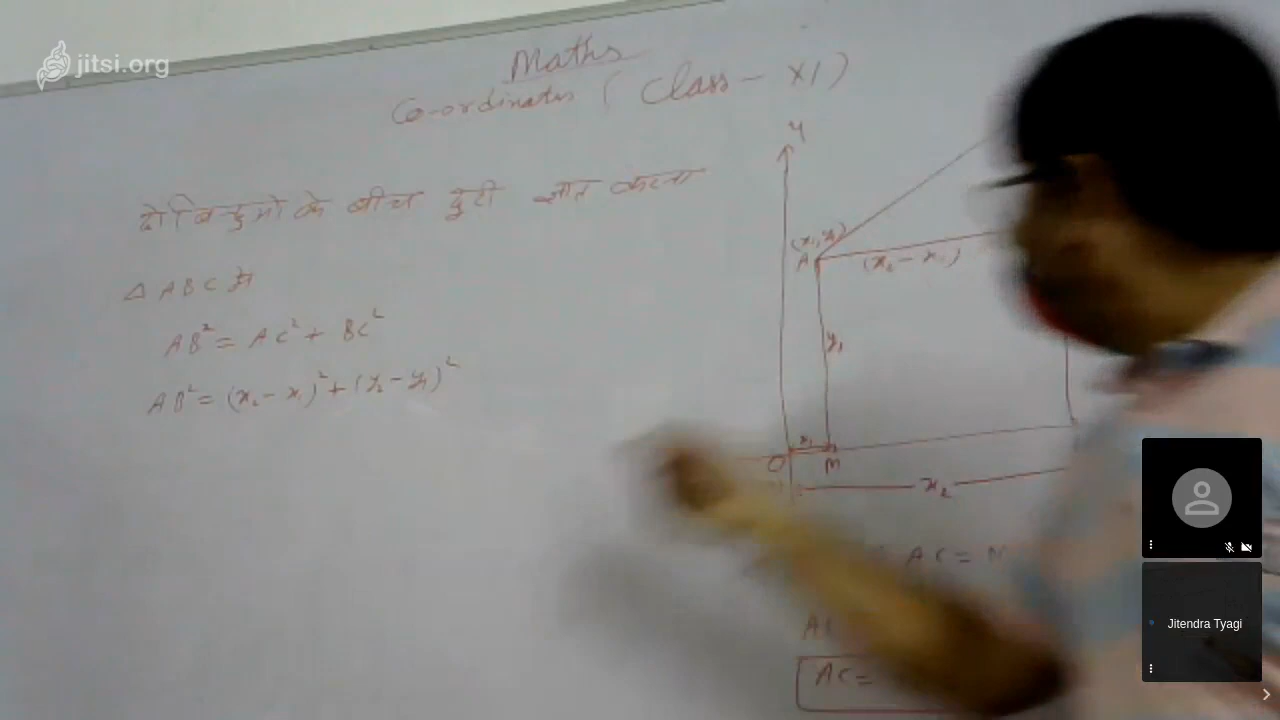 jitsi.org
Maths
Co-ordinates ( Class - XI )
दो बिन्दुओ के बीच दुरी ज्ञात करना
Δ ABC में
AB² = AC² + BC²
AB² = (x₂ - x₁)² + (y₂ - y₁)²
y
(x₁, y₁)
A
(x₂ - x₁)
y₁
x₁
O
M
x₂
AC =
AC
AC =
Jitendra Tyagi